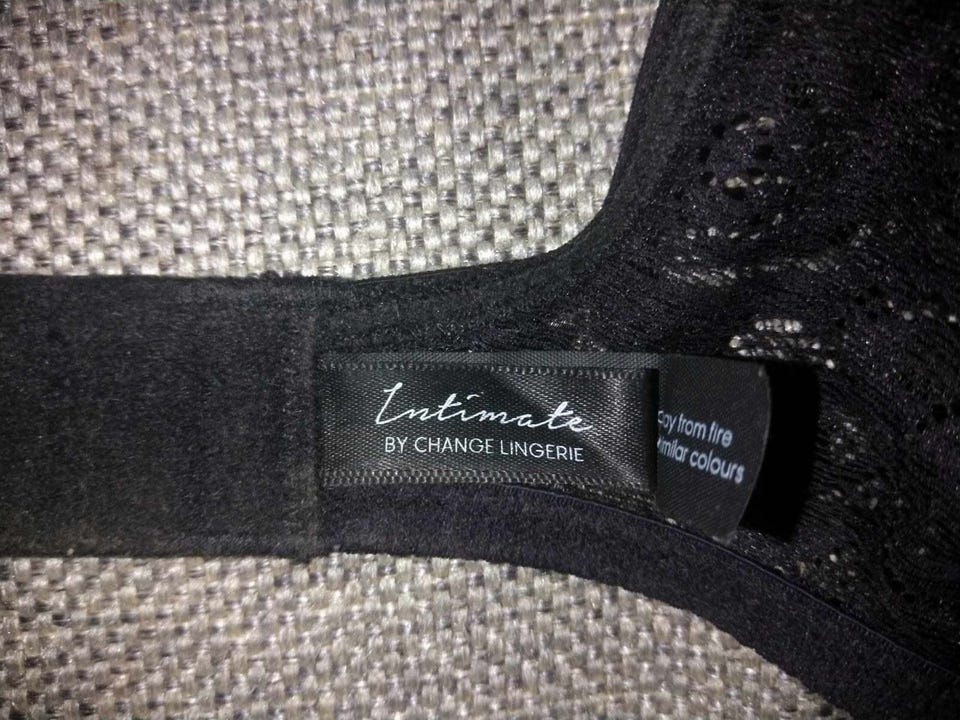 Intimate
BY CHANGE LINGERIE
from fire
colours